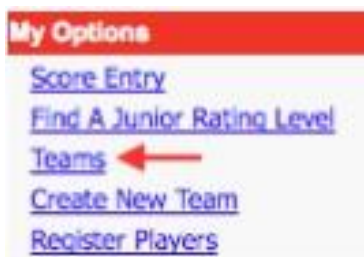 My Options
Score Entry
Find A Junior Rating Level
Teams
Create New Team
Register Players